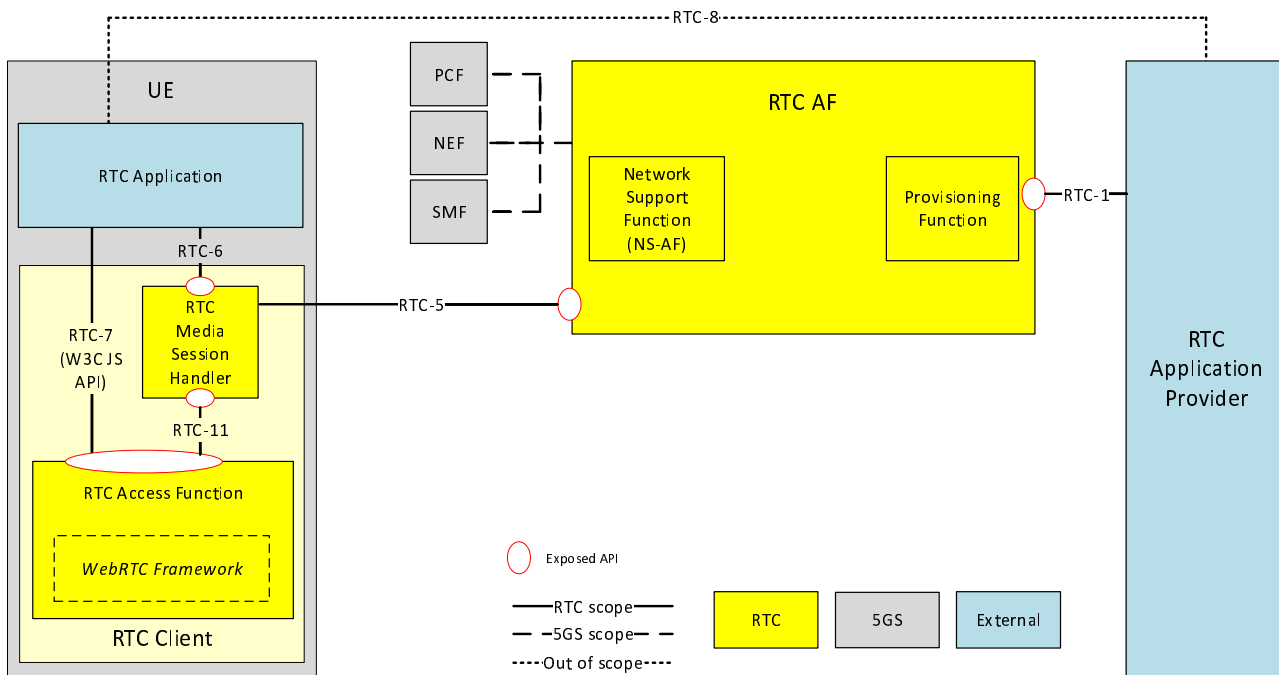 RTC-8
UE
RTC Application
RTC-6
RTC
Media
Session
Handler
RTC-7
(W3C JS
API)
RTC-11
RTC Access Function
WebRTC Framework
RTC Client
PCF
NEF
SMF
RTC-5
RTC AF
Network
Support
Function
(NS-AF)
Provisioning
Function
RTC-1
RTC
Application
Provider
Exposed API
RTC scope
5GS scope
Out of scope
RTC
5GS
External